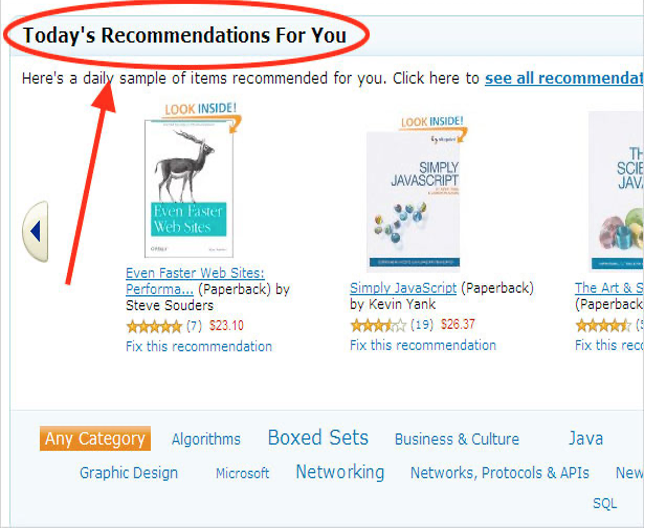 Today's Recommendations For You
Here's a daily sample of items recommended for you. Click here to see all recommendat
LOOK INSIDE!
LOOK INSIDE!
SIMPLY
JAVASCRIPT
Even Faster
Web Sites
O'REILLY
Even Faster Web Sites:
Performa... (Paperback) by
Steve Souders
(7) $23.10
Fix this recommendation
Simply JavaScript (Paperback)
by Kevin Yank
(19) $26.37
Fix this recommendation
TH
SCIE
JAVA
The Art & S
(Paperback
Fix this reco
Any Category Algorithms Boxed Sets Business & Culture Java
Graphic Design Microsoft Networking Networks, Protocols & APIs New
SQL